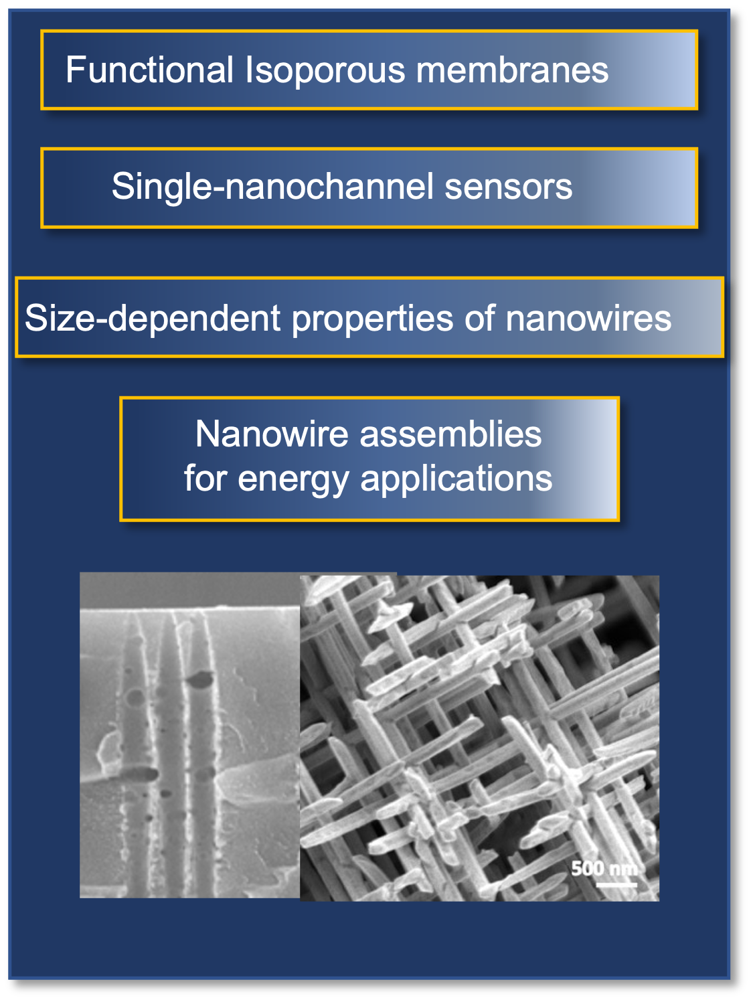 Functional Isoporous membranes
Single-nanochannel sensors
Size-dependent properties of nanowires
Nanowire assemblies
for energy applications
500 nm